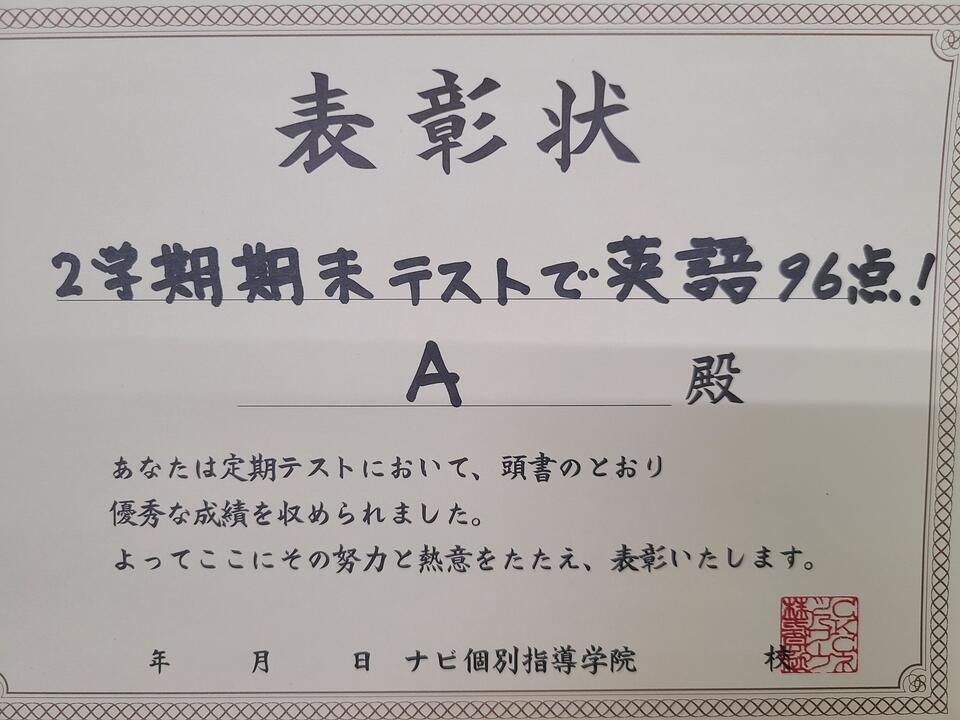 表彰状
2学期期末テストで英語96点!
A 殿
あなたは定期テストにおいて、頭書のとおり
優秀な成績を収められました。
よってここにその努力と熱意をたたえ、表彰いたします。
年 月 日 ナビ個別指導学院 校